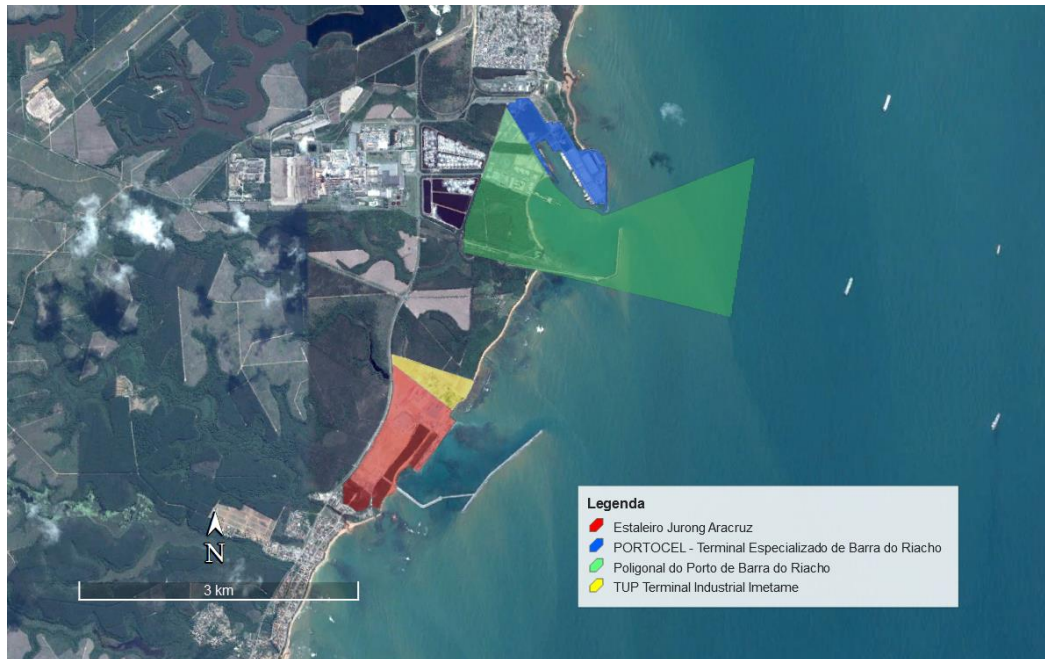 N
3 km
Legenda
Estaleiro Jurong Aracruz
PORTOCEL - Terminal Especializado de Barra do Riacho
Poligonal do Porto de Barra do Riacho
TUP Terminal Industrial Imetame